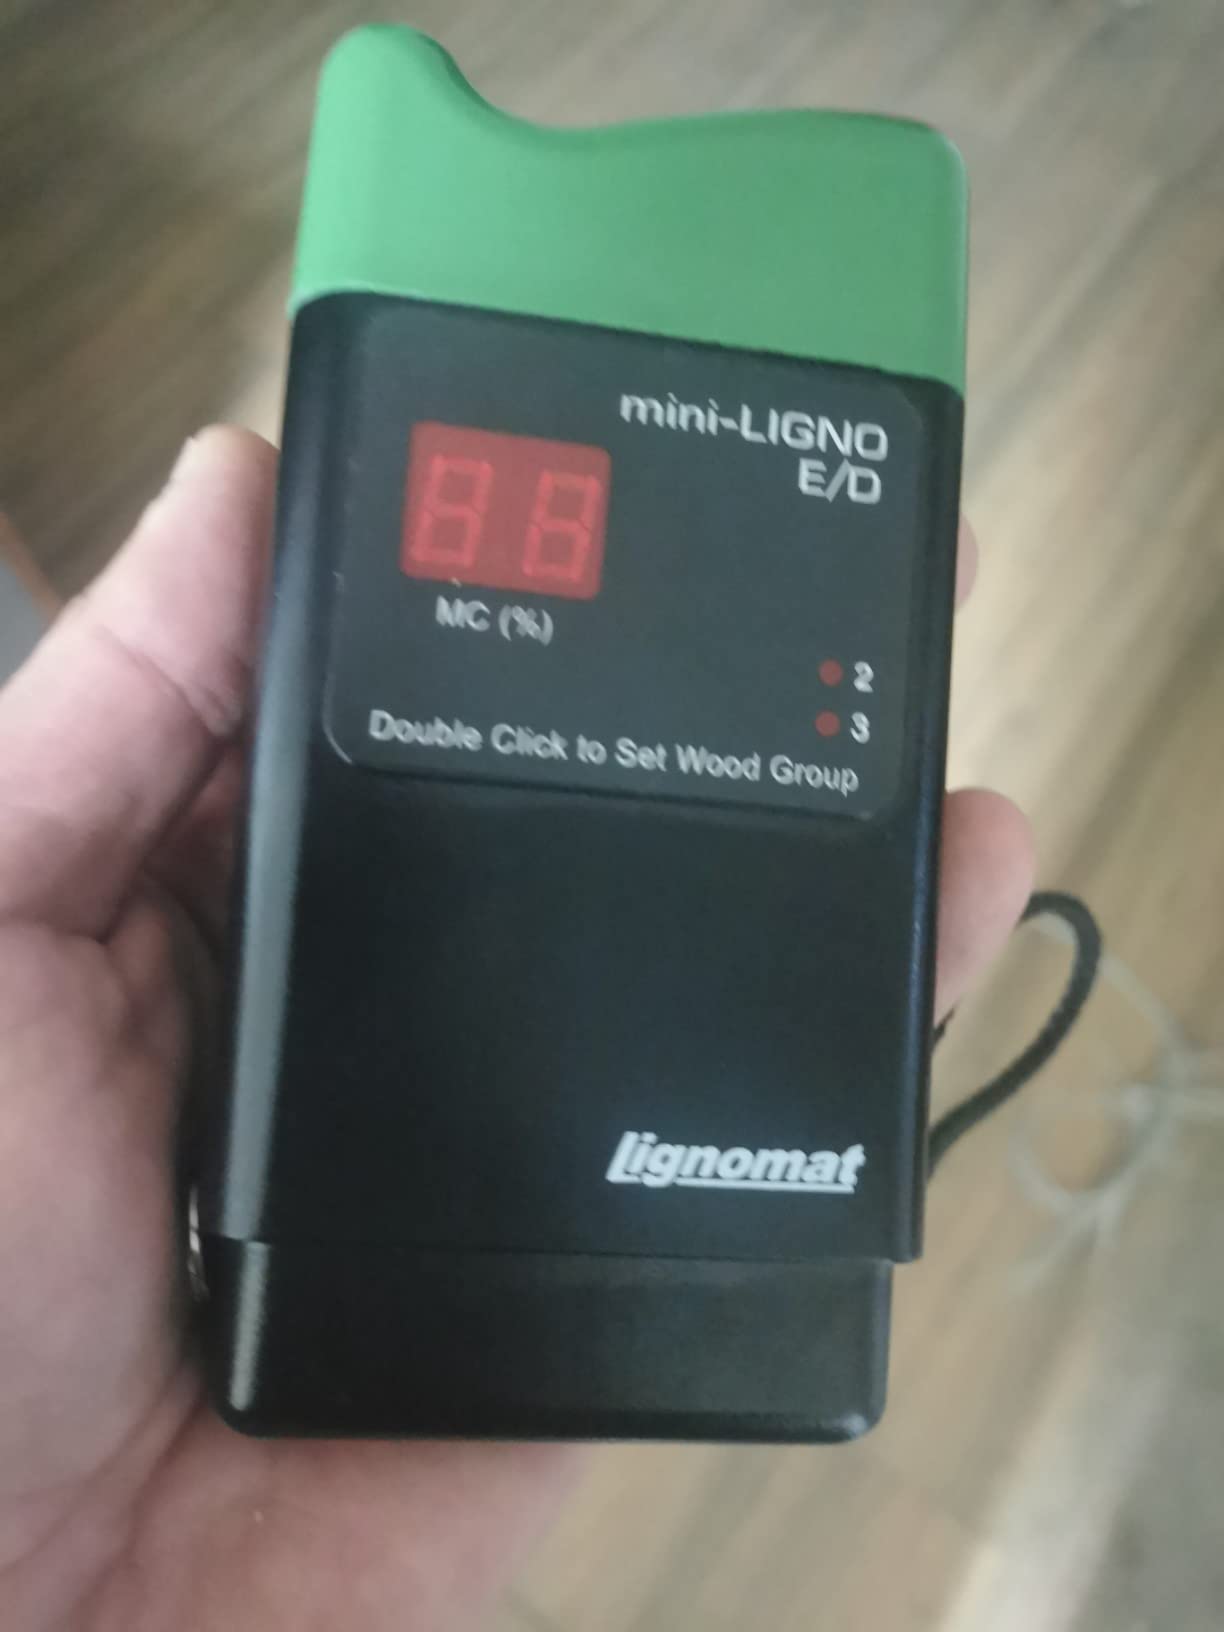 mini-LIGNO
E/D
MC (%)
2
3
Double Click to Set Wood Group
Lignomat